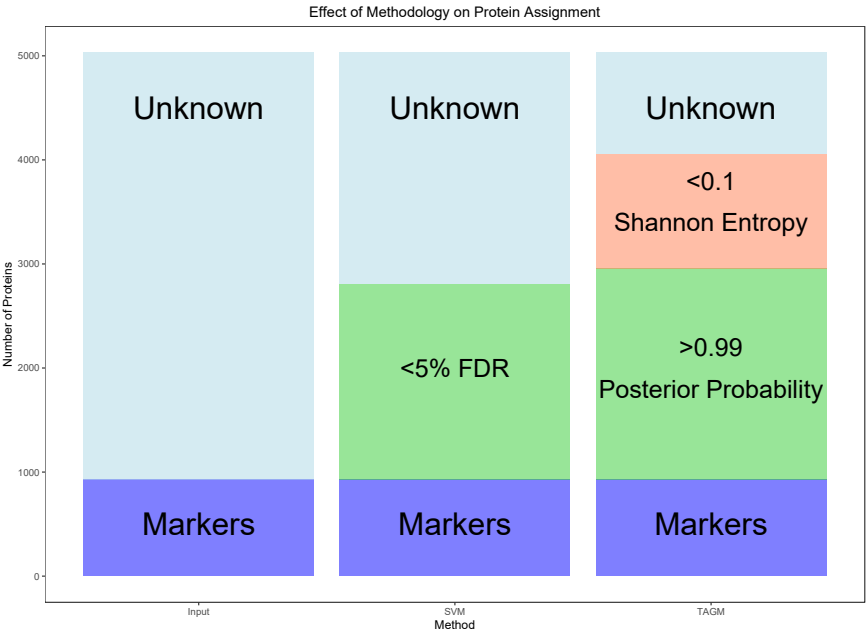 Effect of Methodology on Protein Assignment
Number of Proteins
5000
4000
3000
2000
1000
0
Unknown
Markers
Unknown
<5% FDR
Markers
Unknown
<0.1
Shannon Entropy
>0.99
Posterior Probability
Markers
Input
SVM
TAGM
Method